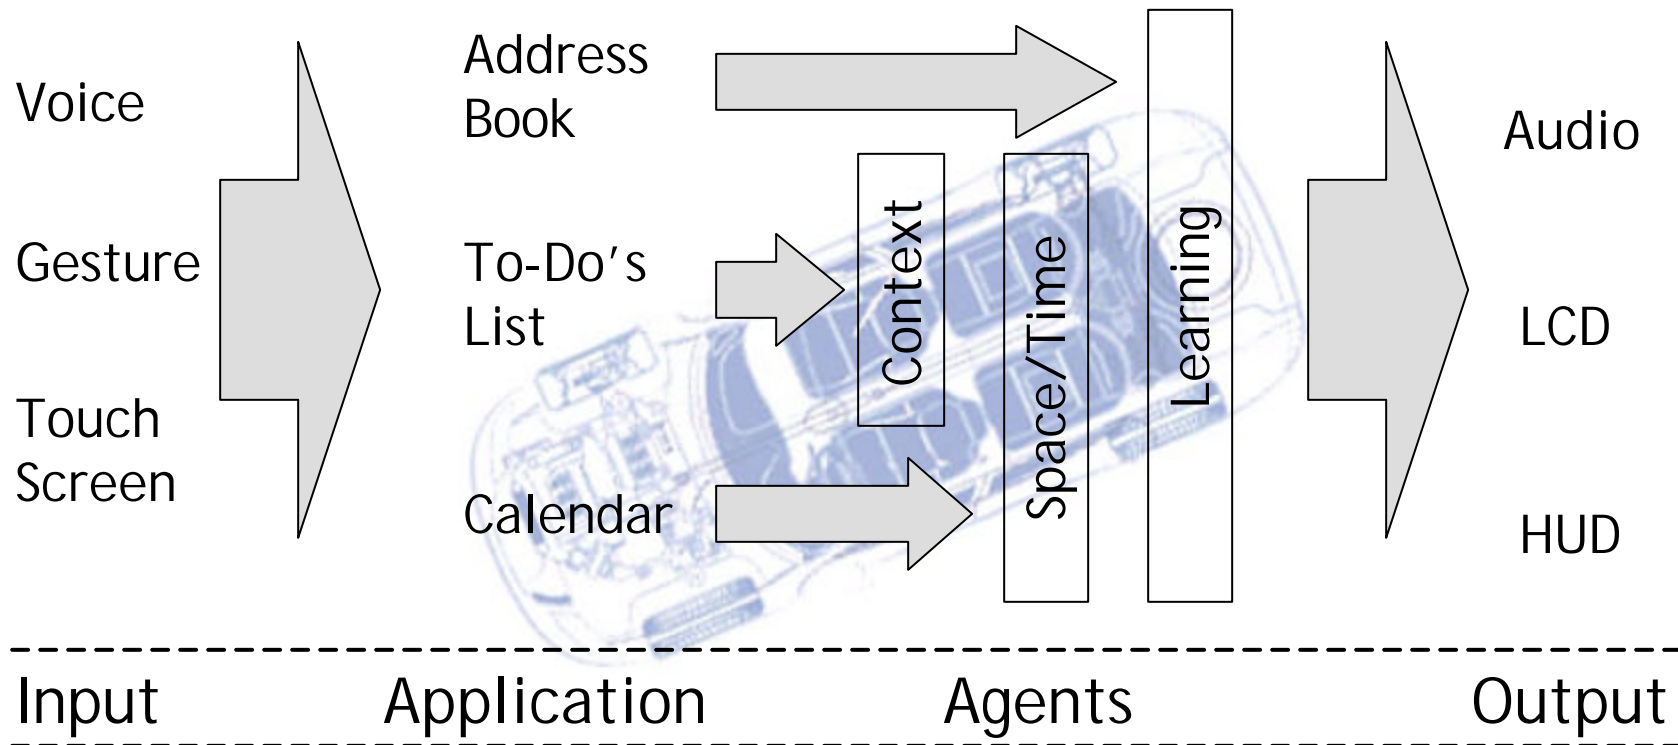 Voice
Gesture
Touch
Screen
Address
Book
To-Do's
List
Calendar
Context
Space/Time
Learning
Audio
LCD
HUD
Input
Application
Agents
Output